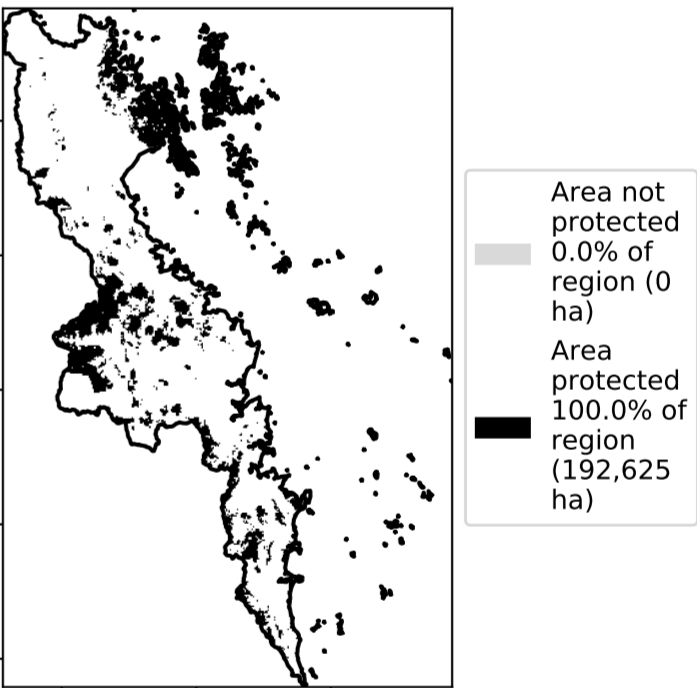 Area not
protected
0.0% of
region (0
ha)
Area
protected
100.0% of
region
(192,625
ha)